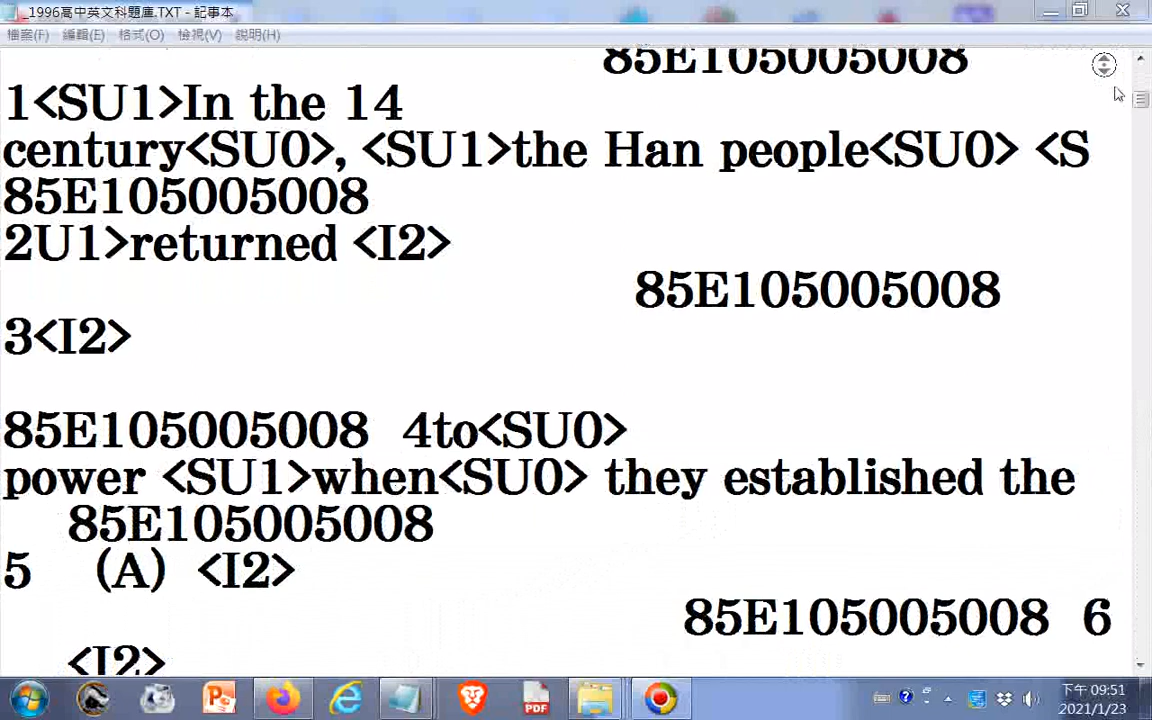 _1996高中英文科題庫.TXT - 記事本
檔案(F) 編輯(E) 格式(O) 檢視(V) 說明(H)
85E105005008
1<SU1>In the 14
century<SU0>, <SU1>the Han people<SU0> <S
85E105005008
2U1>returned <I2>
85E105005008
3<I2>
85E105005008 4to<SU0>
power <SU1>when<SU0> they established the
85E105005008
5 (A) <I2>
85E105005008 6
<I2>
PDF
下午 09:51
2021/1/23